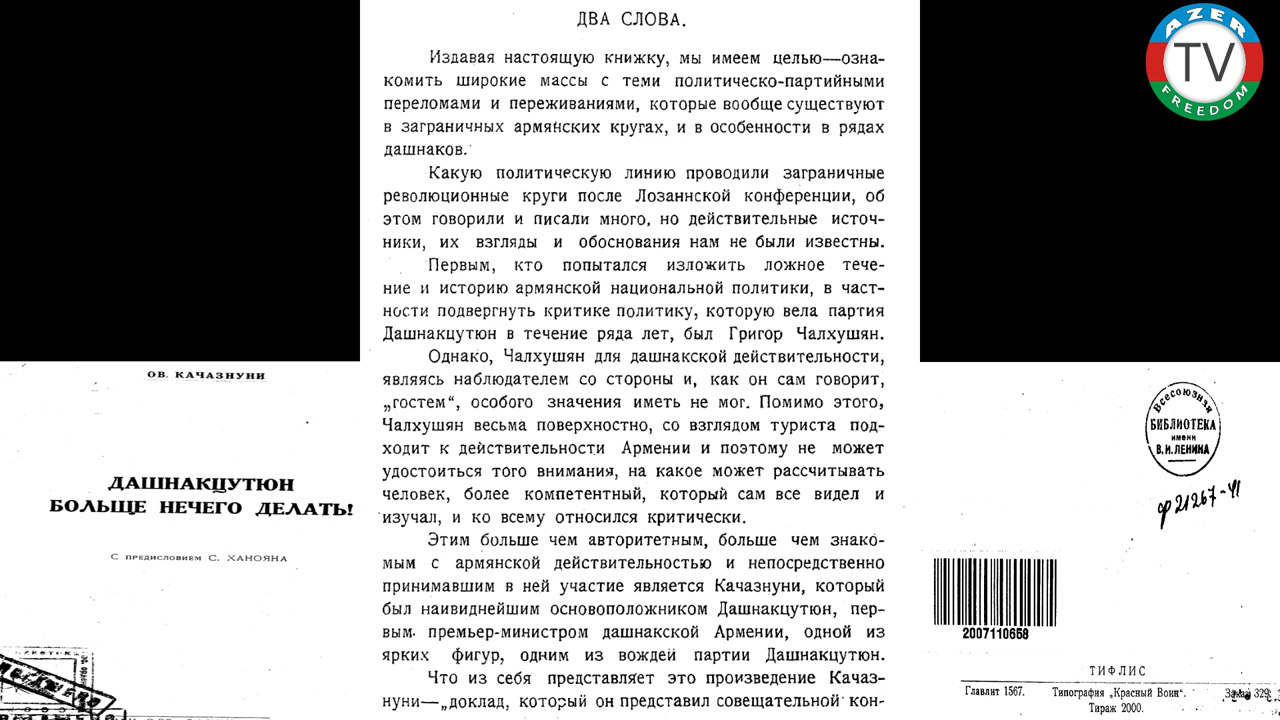 ДВА СЛОВА.
Издавая настоящую книжку, мы имеем целью—озна-
комить широкие массы с теми политическо-партийными
переломами и переживаниями, которые вообще существуют
в заграничных армянских кругах, и в особенности в рядах
дашнаков.
Какую политическую линию проводили заграничные
революционные круги после Лозаннской конференции, об
этом говорили и писали много, но действительные источ-
ники, их взгляды и обоснования нам не были известны.
Первым, кто попытался изложить ложное тече-
ние и историю армянской национальной политики, в част-
ности подвергнуть критике политику, которую вела партия
Дашнакцутюн в течение ряда лет, был Григор Чалхушян.
Однако, Чалхушян для дашнакской действительности,
являясь наблюдателем со стороны и, как он сам говорит,
„гостем“, особого значения иметь не мог. Помимо этого,
Чалхушян весьма поверхностно, со взглядом туриста под-
ходит к действительности Армении и поэтому не может
удостоиться того внимания, на какое может рассчитывать
человек, более компетентный, который сам все видел и
изучал, и ко всему относился критически.
Этим больше чем авторитетным, больше чем знако-
мым с армянской действительностью и непосредственно
принимавшим в ней участие является Качазнуни, который
был наивиднейшим основоположником Дашнакцутюн, пер-
вым премьер-министром дашнакской Армении, одной из
ярких фигур, одним из вождей партии Дашнакцутюн.
Что из себя представляет это произведение Качаз-
нуни—„доклад, который он представил совещательной кон-
ОВ. КАЧАЗНУНИ
ДАШНАКЦУТЮН
БОЛЬШЕ НЕЧЕГО ДЕЛАТЬ!
С ПРЕДИСЛОВИЕМ С. ХАНОЯНА
AZER
TV
FREEDOM
Всесоюзная
БИБЛИОТЕКА
имени
В.И.ЛЕНИНА
2007110658
ТИФЛИС
Главлит 1567. Типография „Красный Воин“. 329
Тираж 2000.